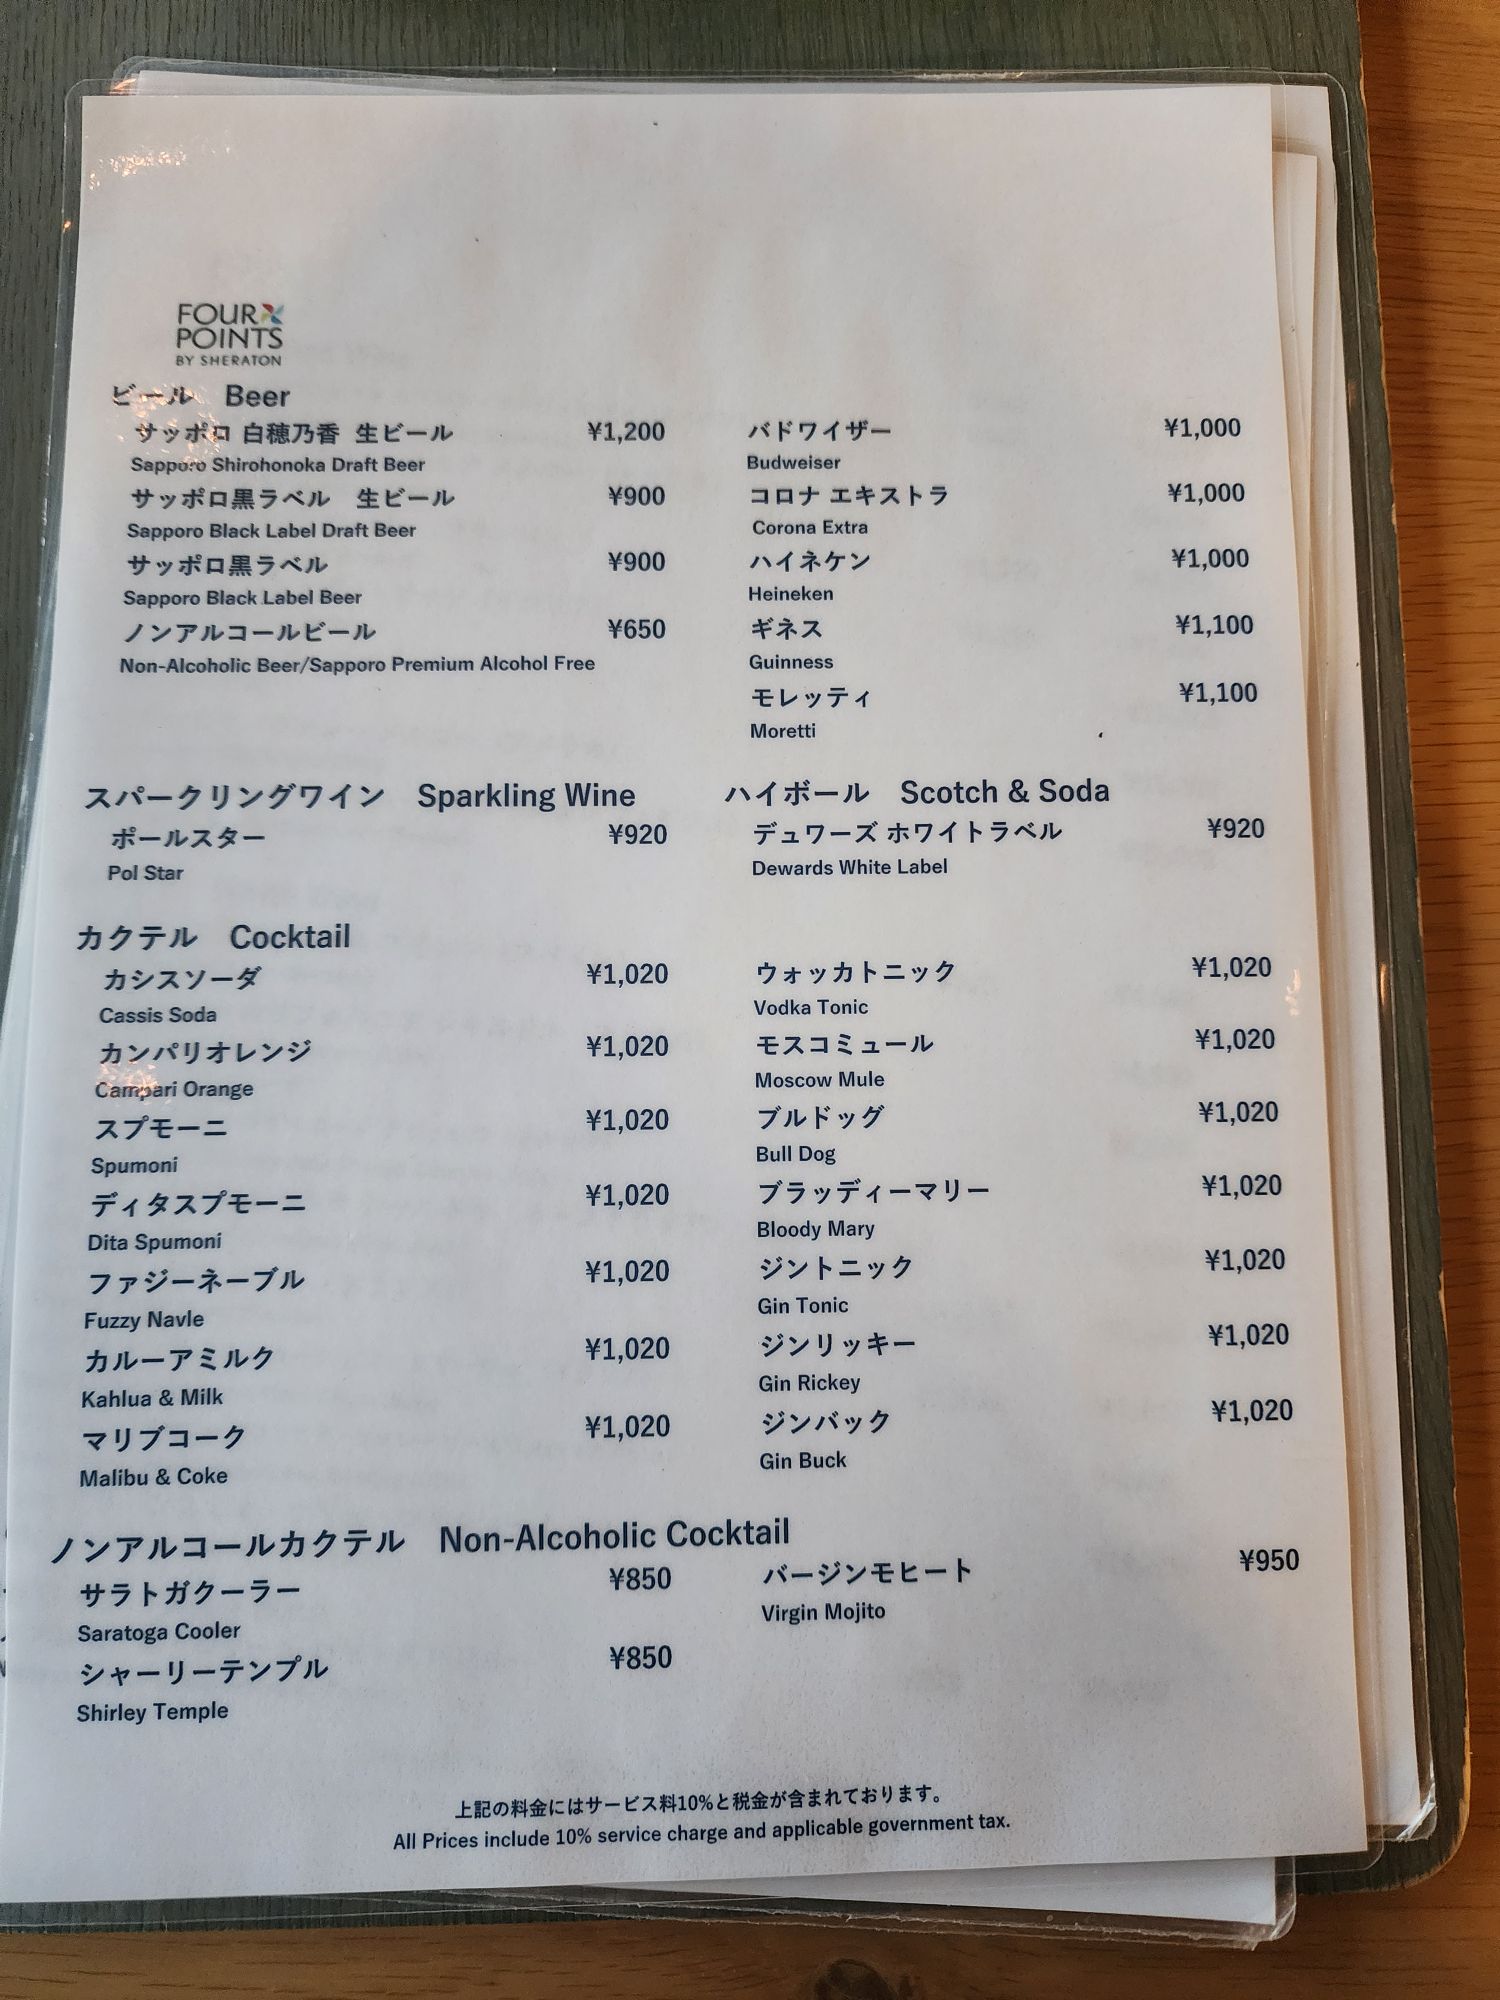 FOUR POINTS
BY SHERATON
ビール Beer
サッポロ 白穂乃香 生ビール ¥1,200
Sapporo Shirohonoka Draft Beer
サッポロ黒ラベル 生ビール ¥900
Sapporo Black Label Draft Beer
サッポロ黒ラベル ¥900
Sapporo Black Label Beer
ノンアルコールビール ¥650
Non-Alcoholic Beer/Sapporo Premium Alcohol Free
バドワイザー ¥1,000
Budweiser
コロナ エキストラ ¥1,000
Corona Extra
ハイネケン ¥1,000
Heineken
ギネス ¥1,100
Guinness
モレッティ ¥1,100
Moretti
スパークリングワイン Sparkling Wine
ポールスター ¥920
Pol Star
ハイボール Scotch & Soda
デュワーズ ホワイトラベル ¥920
Dewards White Label
カクテル Cocktail
カシスソーダ ¥1,020
Cassis Soda
カンパリオレンジ ¥1,020
Campari Orange
スプモーニ ¥1,020
Spumoni
ディタスプモーニ ¥1,020
Dita Spumoni
ファジーネーブル ¥1,020
Fuzzy Navle
カルーアミルク ¥1,020
Kahlua & Milk
マリブコーク ¥1,020
Malibu & Coke
ウォッカトニック ¥1,020
Vodka Tonic
モスコミュール ¥1,020
Moscow Mule
ブルドッグ ¥1,020
Bull Dog
ブラッディーマリー ¥1,020
Bloody Mary
ジントニック ¥1,020
Gin Tonic
ジンリッキー ¥1,020
Gin Rickey
ジンバック ¥1,020
Gin Buck
ノンアルコールカクテル Non-Alcoholic Cocktail
サラトガクーラー ¥850
Saratoga Cooler
シャーリーテンプル ¥850
Shirley Temple
バージンモヒート ¥950
Virgin Mojito
上記の料金にはサービス料10%と税金が含まれております。
All Prices include 10% service charge and applicable government tax.